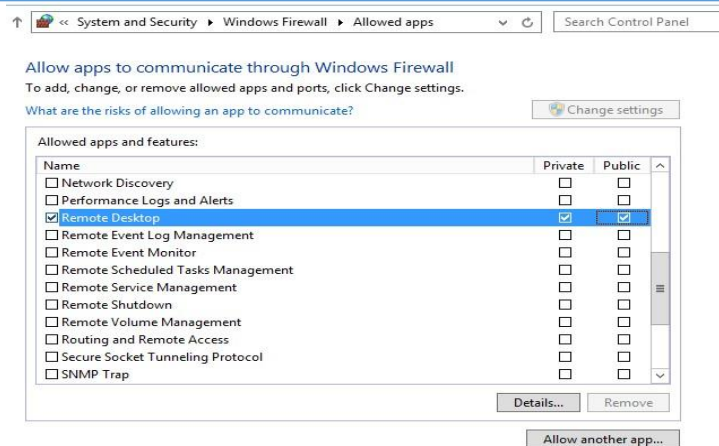 « System and Security ▸ Windows Firewall ▸ Allowed apps Search Control Panel
Allow apps to communicate through Windows Firewall
To add, change, or remove allowed apps and ports, click Change settings.
What are the risks of allowing an app to communicate? Change settings
Allowed apps and features:
Name Private Public
Network Discovery
Performance Logs and Alerts
Remote Desktop
Remote Event Log Management
Remote Event Monitor
Remote Scheduled Tasks Management
Remote Service Management
Remote Shutdown
Remote Volume Management
Routing and Remote Access
Secure Socket Tunneling Protocol
SNMP Trap
Details... Remove
Allow another app...